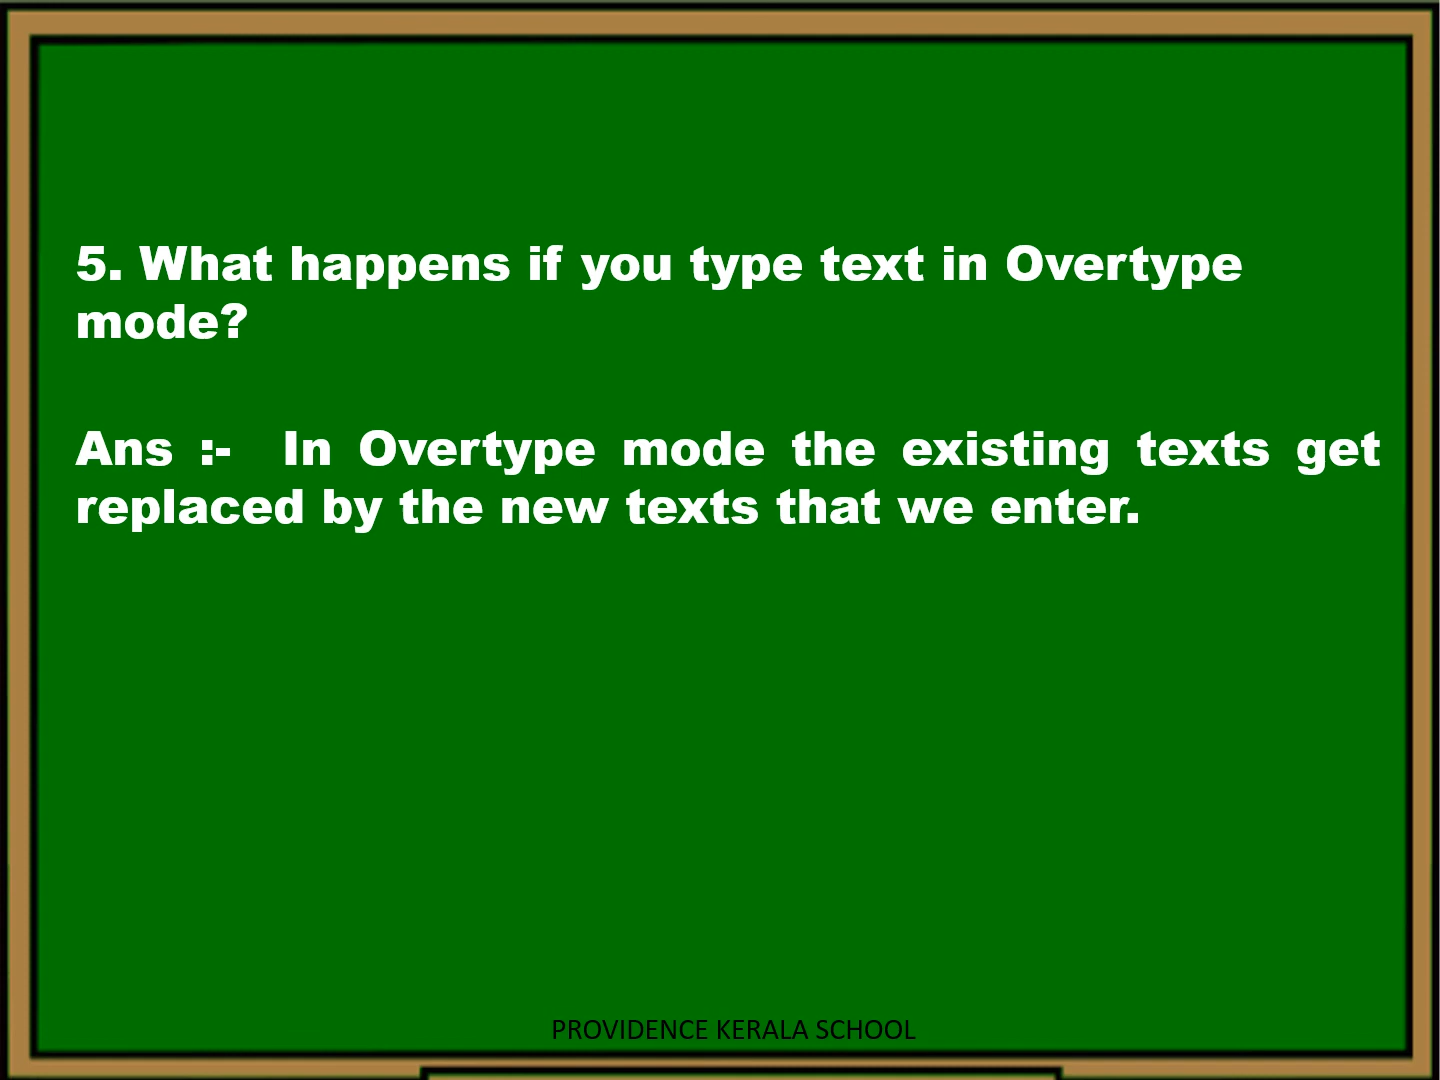 5. What happens if you type text in Overtype
mode?
Ans :-  In Overtype mode the existing texts get
replaced by the new texts that we enter.
PROVIDENCE KERALA SCHOOL